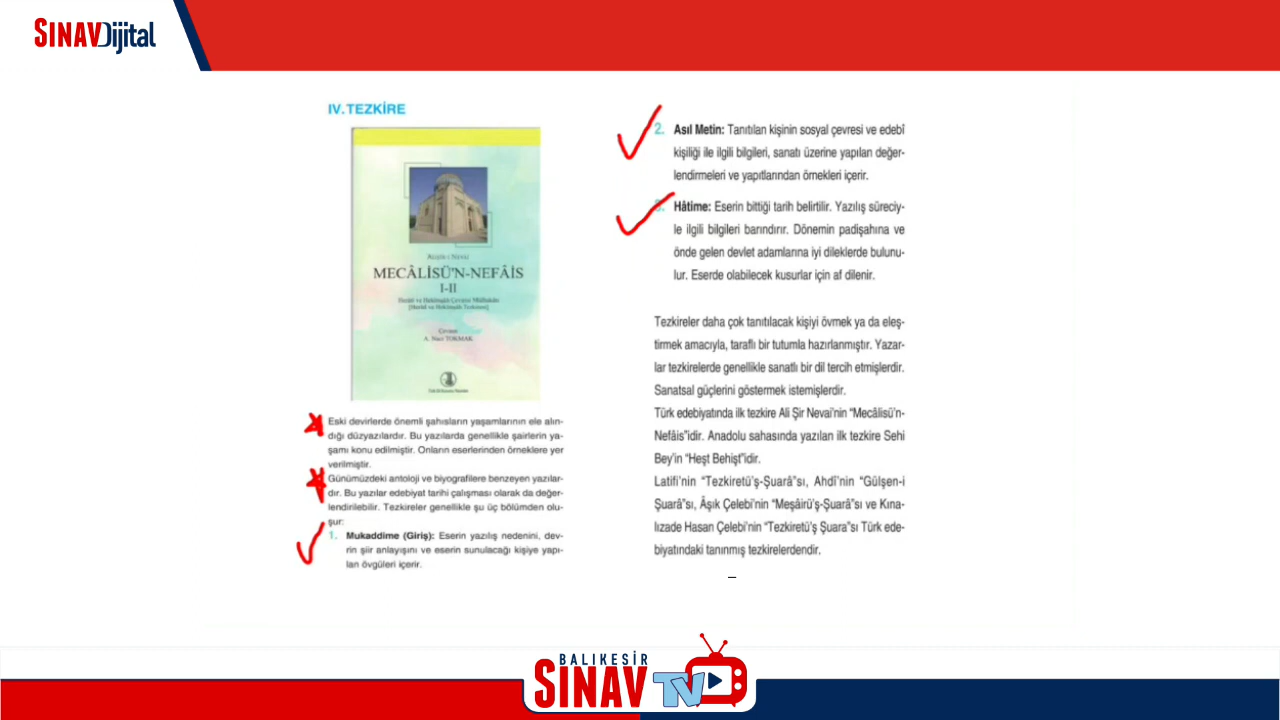 SINAVDijital
IV. TEZKİRE
Nevai
MECÂLİSÜ'N-NEFÂİS
I-II
Çeviren
A. Naci TOKMAK
Eski devirlerde önemli şahısların yaşamlarının ele alın-
dığı düzyazılardır. Bu yazılarda genellikle şairlerin ya-
şamı konu edilmiştir. Onların eserlerinden örneklere yer
verilmiştir.
Günümüzdeki antoloji ve biyografilere benzeyen yazılar-
dır. Bu yazılar edebiyat tarihi çalışması olarak da değer-
lendirilebilir. Tezkireler genellikle şu üç bölümden olu-
şur:
1. Mukaddime (Giriş): Eserin yazılış nedenini, dev-
rin şiir anlayışını ve eserin sunulacağı kişiye yapı-
lan övgüleri içerir.
2. Asıl Metin: Tanıtılan kişinin sosyal çevresi ve edebî
kişiliği ile ilgili bilgileri, sanatı üzerine yapılan değer-
lendirmeleri ve yapıtlarından örnekleri içerir.
3. Hâtime: Eserin bittiği tarih belirtilir. Yazılış süreciy-
le ilgili bilgileri barındırır. Dönemin padişahına ve
önde gelen devlet adamlarına iyi dileklerde bulunu-
lur. Eserde olabilecek kusurlar için af dilenir.
Tezkireler daha çok tanıtılacak kişiyi övmek ya da eleş-
tirmek amacıyla, taraflı bir tutumla hazırlanmıştır. Yazar-
lar tezkirelerde genellikle sanatlı bir dil tercih etmişlerdir.
Sanatsal güçlerini göstermek istemişlerdir.
Türk edebiyatında ilk tezkire Ali Şir Nevai'nin “Mecâlisü'n-
Nefâis”idir. Anadolu sahasında yazılan ilk tezkire Sehi
Bey'in “Heşt Behişt”idir.
Latifi'nin “Tezkiretü'ş-Şuarâ”sı, Ahdî'nin “Gülşen-i
Şuarâ”sı, Âşık Çelebi'nin “Meşâirü'ş-Şuarâ”sı ve Kına-
lızade Hasan Çelebi'nin “Tezkiretü'ş Şuara”sı Türk ede-
biyatındaki tanınmış tezkirelerdendir.
BALIKESİR
SINAV TV